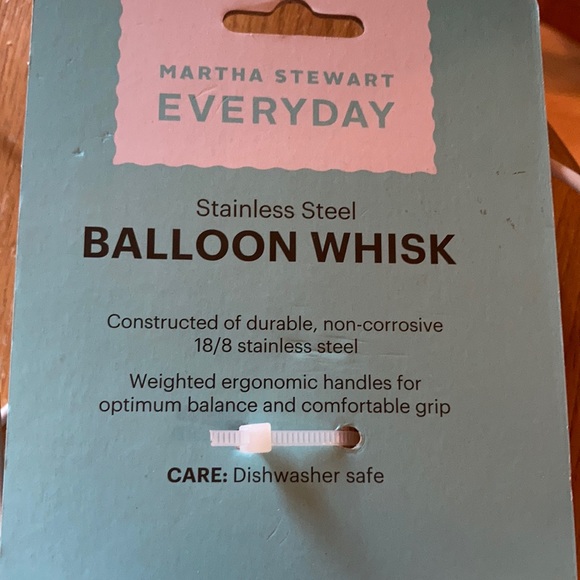 MARTHA STEWART
EVERYDAY
Stainless Steel
BALLOON WHISK
Constructed of durable, non-corrosive
18/8 stainless steel
Weighted ergonomic handles for
optimum balance and comfortable grip
CARE: Dishwasher safe